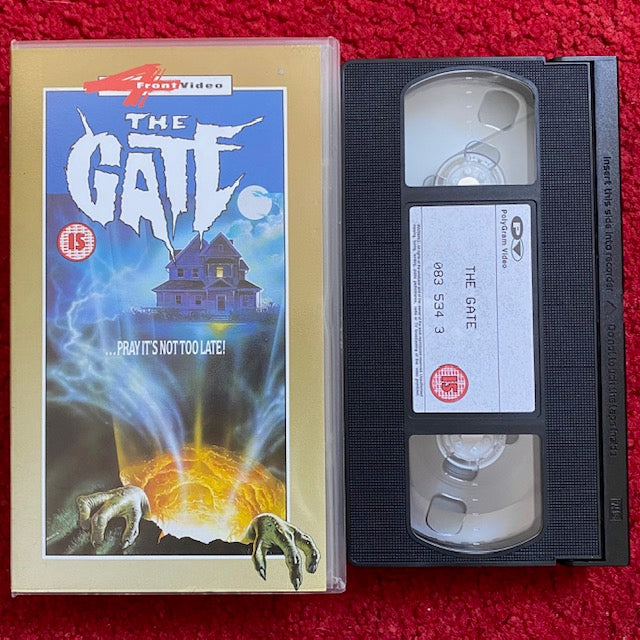 4
Front Video
THE
GATE
15
...PRAY IT'S NOT TOO LATE!
PV
PolyGram Video
THE GATE
083 534 3
15
Insert this side into recorder